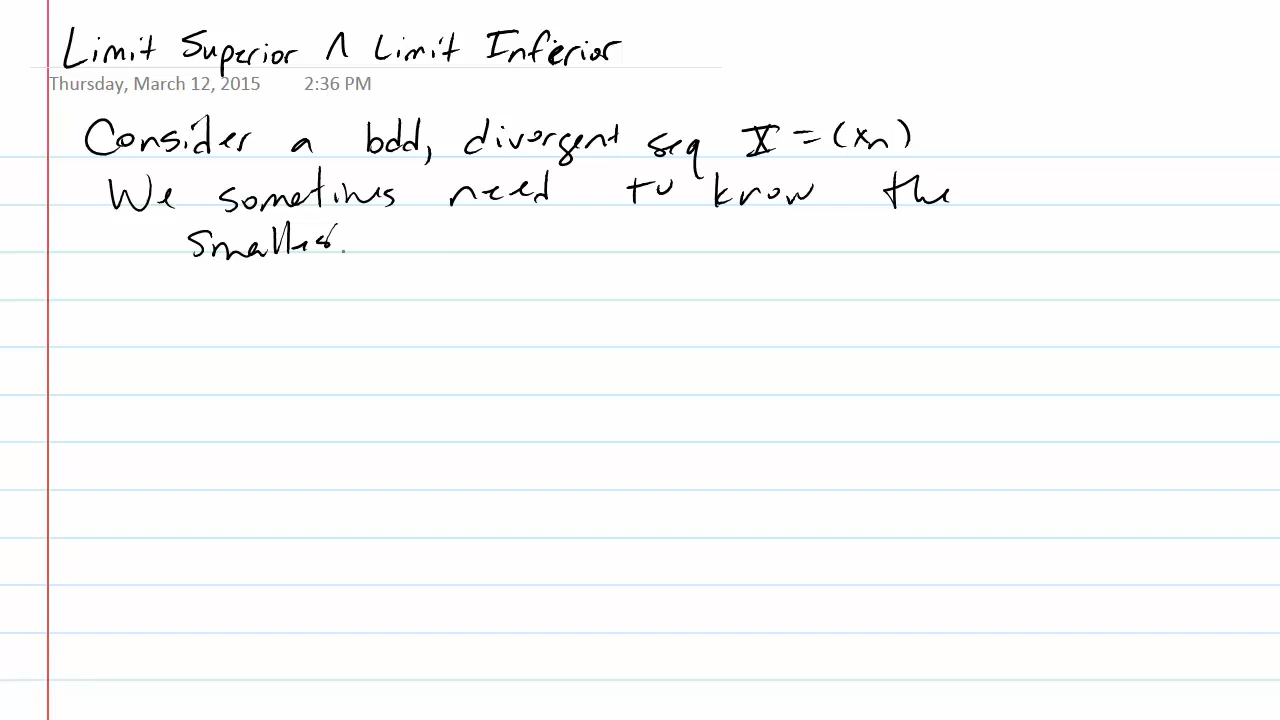 Limit Superior ∧ Limit Inferior
Thursday, March 12, 2015 2:36 PM
Consider a bdd, divergent seq X = (xn)
We sometimes need to know the
smalles